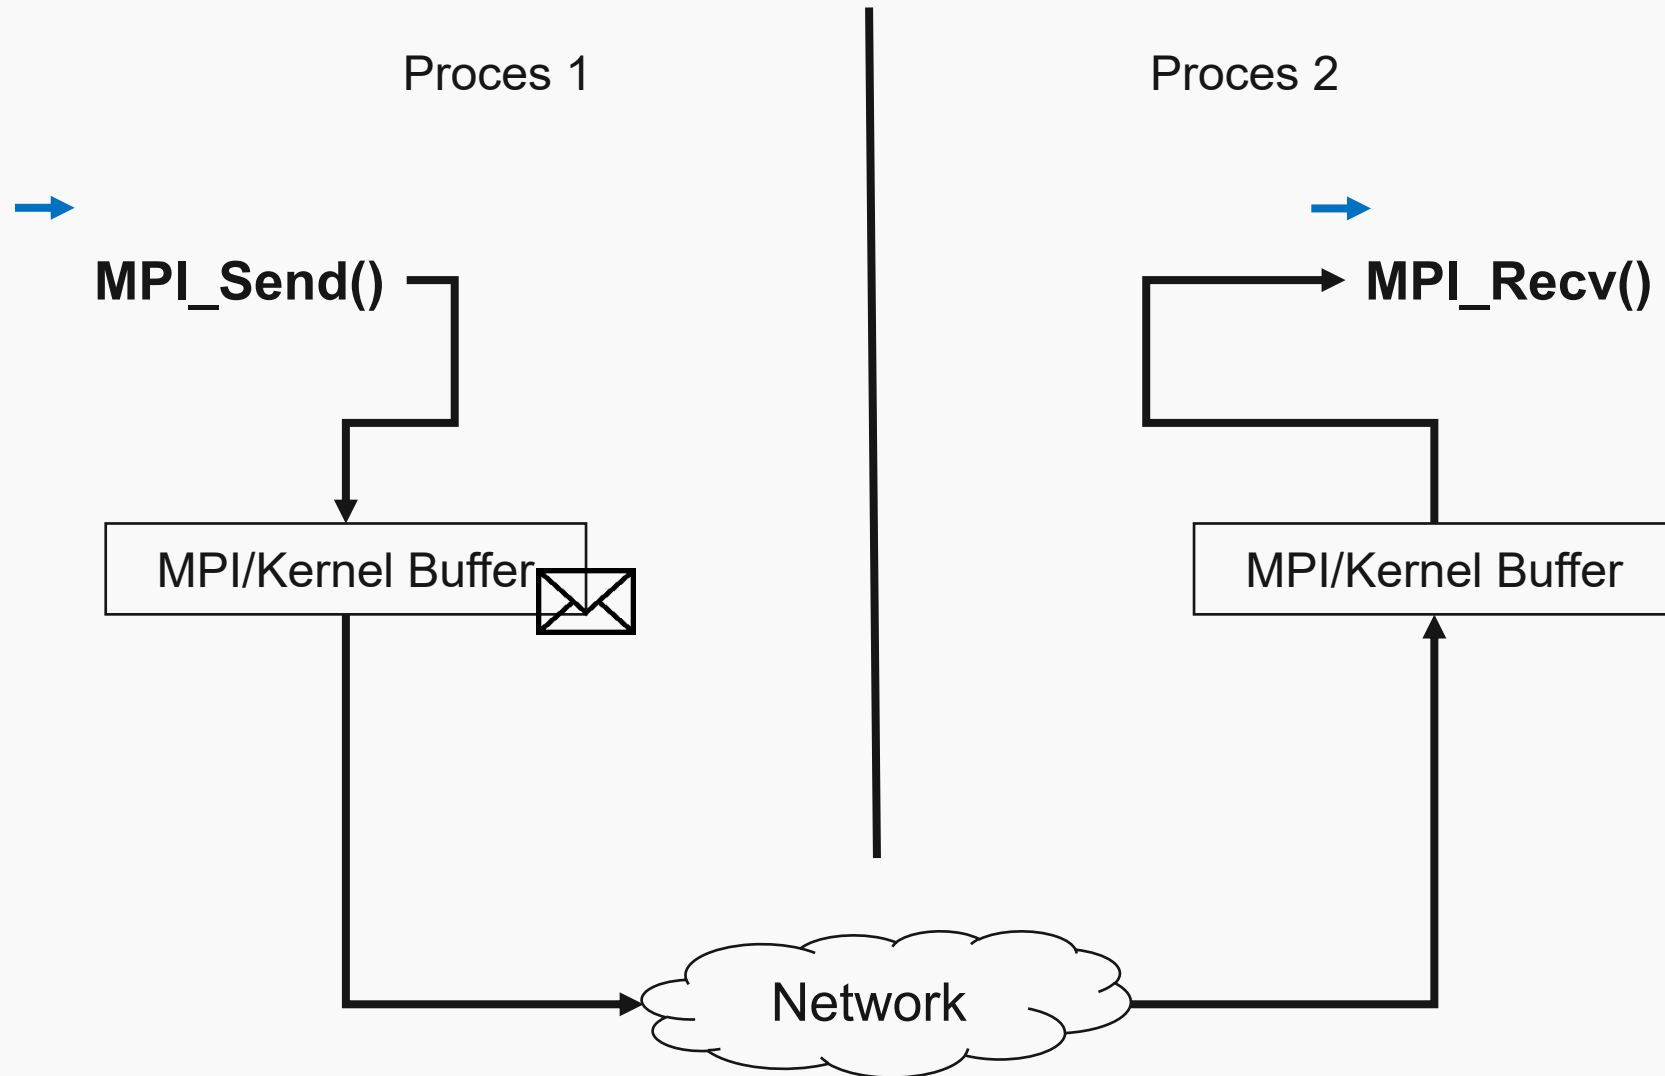 Proces 1
Proces 2
MPI_Send()
MPI_Recv()
MPI/Kernel Buffer
MPI/Kernel Buffer
Network